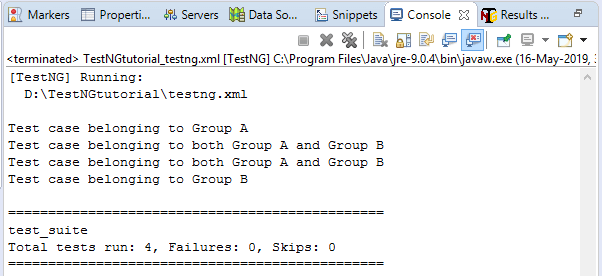 Markers Properti... Servers Data So... Snippets Console Results ...
<terminated> TestNGtutorial_testng.xml [TestNG] C:\Program Files\Java\jre-9.0.4\bin\javaw.exe (16-May-2019,
[TestNG] Running:
D:\TestNGtutorial\testng.xml
Test case belonging to Group A
Test case belonging to both Group A and Group B
Test case belonging to both Group A and Group B
Test case belonging to Group B
===============================================
test_suite
Total tests run: 4, Failures: 0, Skips: 0
===============================================